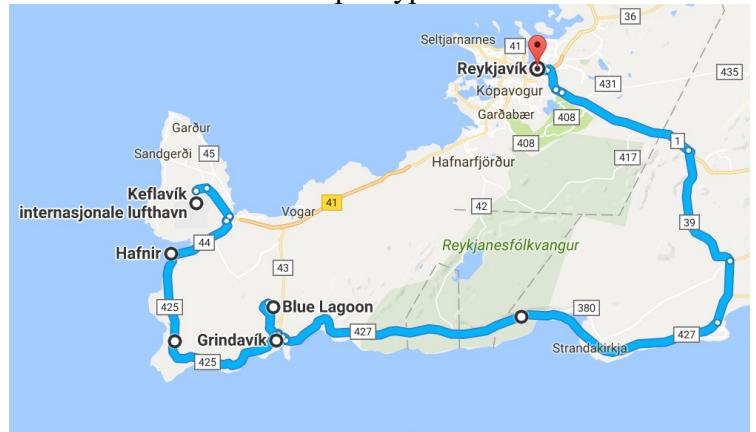 36
Seltjarnarnes
41
Reykjavík
435
Kópavogur
431
Garðabær
408
1
Garður
408
417
Sandgerði
45
Hafnarfjörður
Keflavík
internasjonale lufthavn
41
Vogar
42
39
44
Hafnir
Reykjanesfólkvangur
43
425
Blue Lagoon
380
Grindavík
427
427
Strandakirkja
425